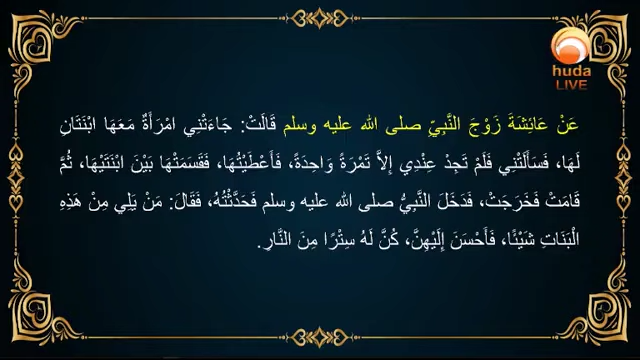 huda
LIVE
عَنْ عَائِشَةَ زَوْجَ النَّبِيِّ صلى الله عليه وسلم قَالَتْ: جَاءَتْنِي امْرَأَةٌ مَعَهَا ابْنَتَانِ
لَهَا، فَسَأَلَتْنِي فَلَمْ تَجِدْ عِنْدِي إِلاَّ تَمْرَةً وَاحِدَةً، فَأَعْطَيْتُهَا، فَقَسَمَتْهَا بَيْنَ ابْنَتَيْهَا، ثُمَّ
قَامَتْ فَخَرَجَتْ، فَدَخَلَ النَّبِيُّ صلى الله عليه وسلم فَحَدَّثْتُهُ، فَقَالَ: مَنْ يَلِي مِنْ هَذِهِ
الْبَنَاتِ شَيْئًا، فَأَحْسَنَ إِلَيْهِنَّ، كُنَّ لَهُ سِتْرًا مِنَ النَّارِ.